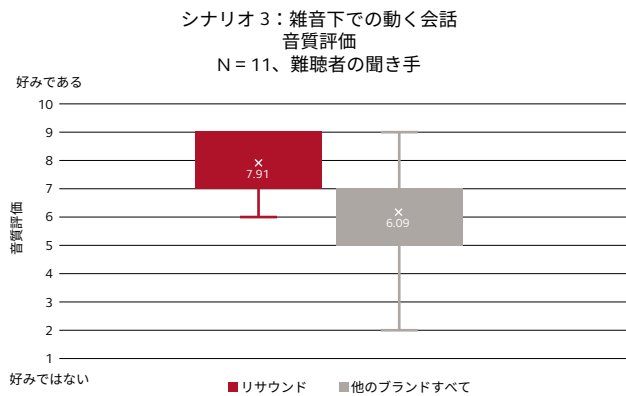 シナリオ 3：雑音下での動く会話
音質評価
N = 11、難聴者の聞き手
好みである
10
9
8
7
6
5
4
3
2
1
音質評価
7.91
6.09
好みではない
リサウンド
他のブランドすべて